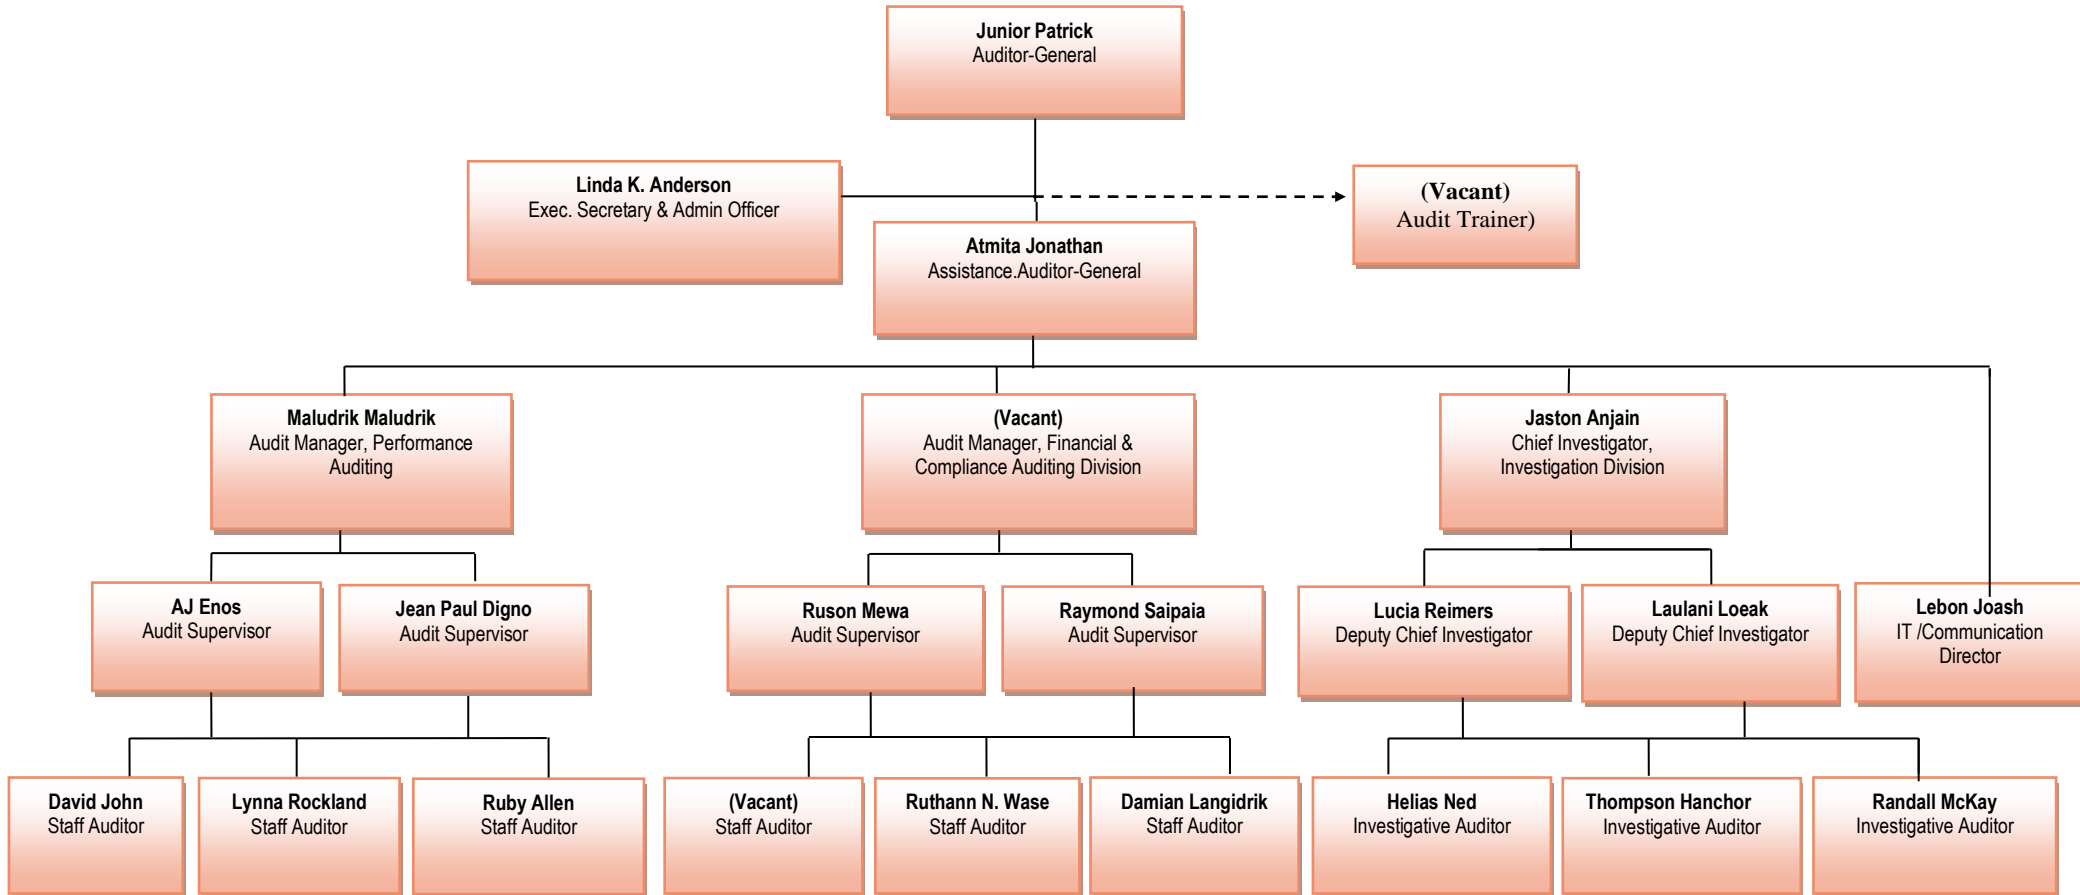 Junior Patrick
Auditor-General
Linda K. Anderson
Exec. Secretary & Admin Officer
(Vacant)
Audit Trainer)
Atmita Jonathan
Assistance.Auditor-General
Maludrik Maludrik
Audit Manager, Performance
Auditing
(Vacant)
Audit Manager, Financial &
Compliance Auditing Division
Jaston Anjain
Chief Investigator,
Investigation Division
AJ Enos
Audit Supervisor
Jean Paul Digno
Audit Supervisor
Ruson Mewa
Audit Supervisor
Raymond Saipaia
Audit Supervisor
Lucia Reimers
Deputy Chief Investigator
Laulani Loeak
Deputy Chief Investigator
Lebon Joash
IT /Communication
Director
David John
Staff Auditor
Lynna Rockland
Staff Auditor
Ruby Allen
Staff Auditor
(Vacant)
Staff Auditor
Ruthann N. Wase
Staff Auditor
Damian Langidrik
Staff Auditor
Helias Ned
Investigative Auditor
Thompson Hanchor
Investigative Auditor
Randall McKay
Investigative Auditor